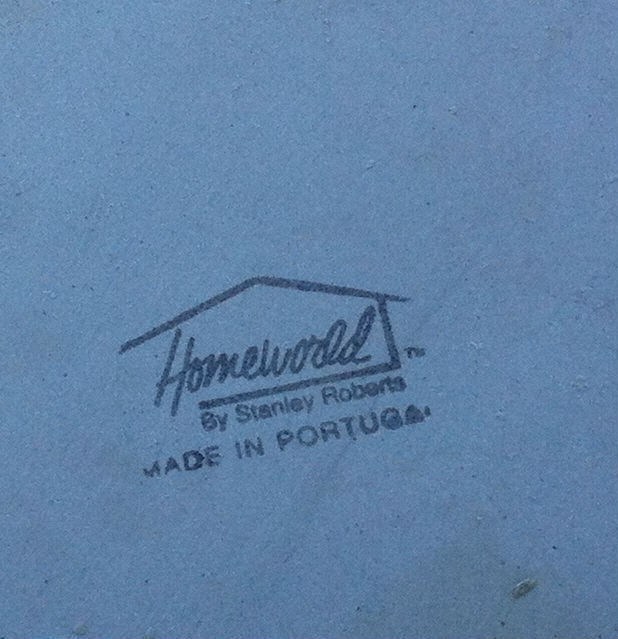 Homeworld ™
By Stanley Roberts
MADE IN PORTUGAL